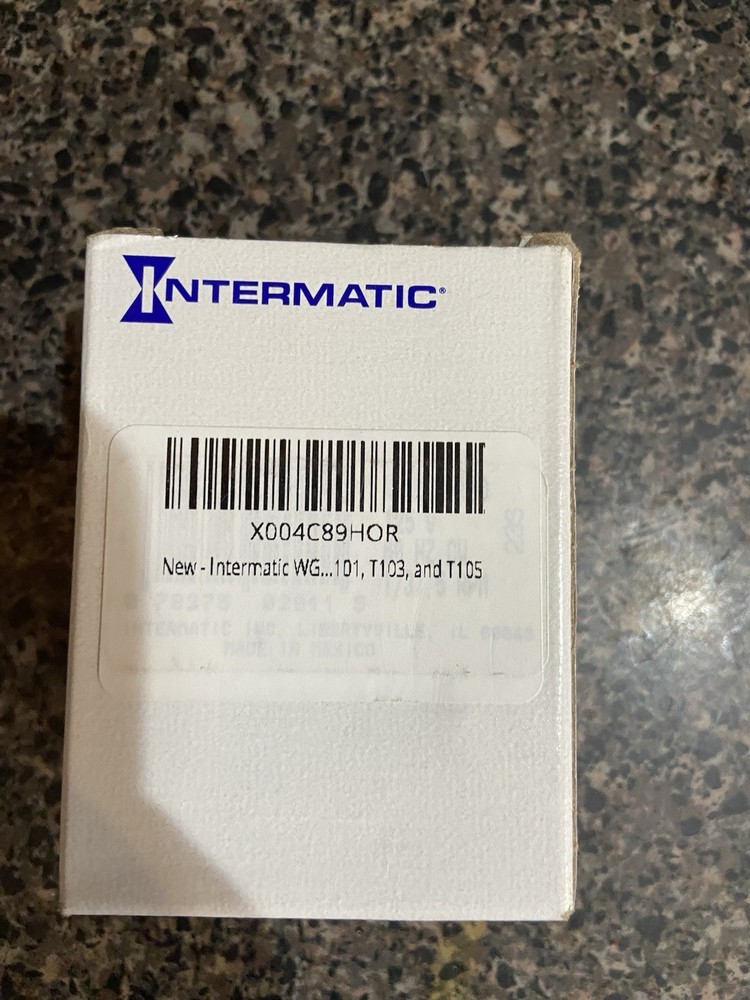 INTERMATIC®
X004C89HOR
New - Intermatic WG...101, T103, and T105
INTERMATIC INC, LIBERTYVILLE, IL
MADE IN MEXICO